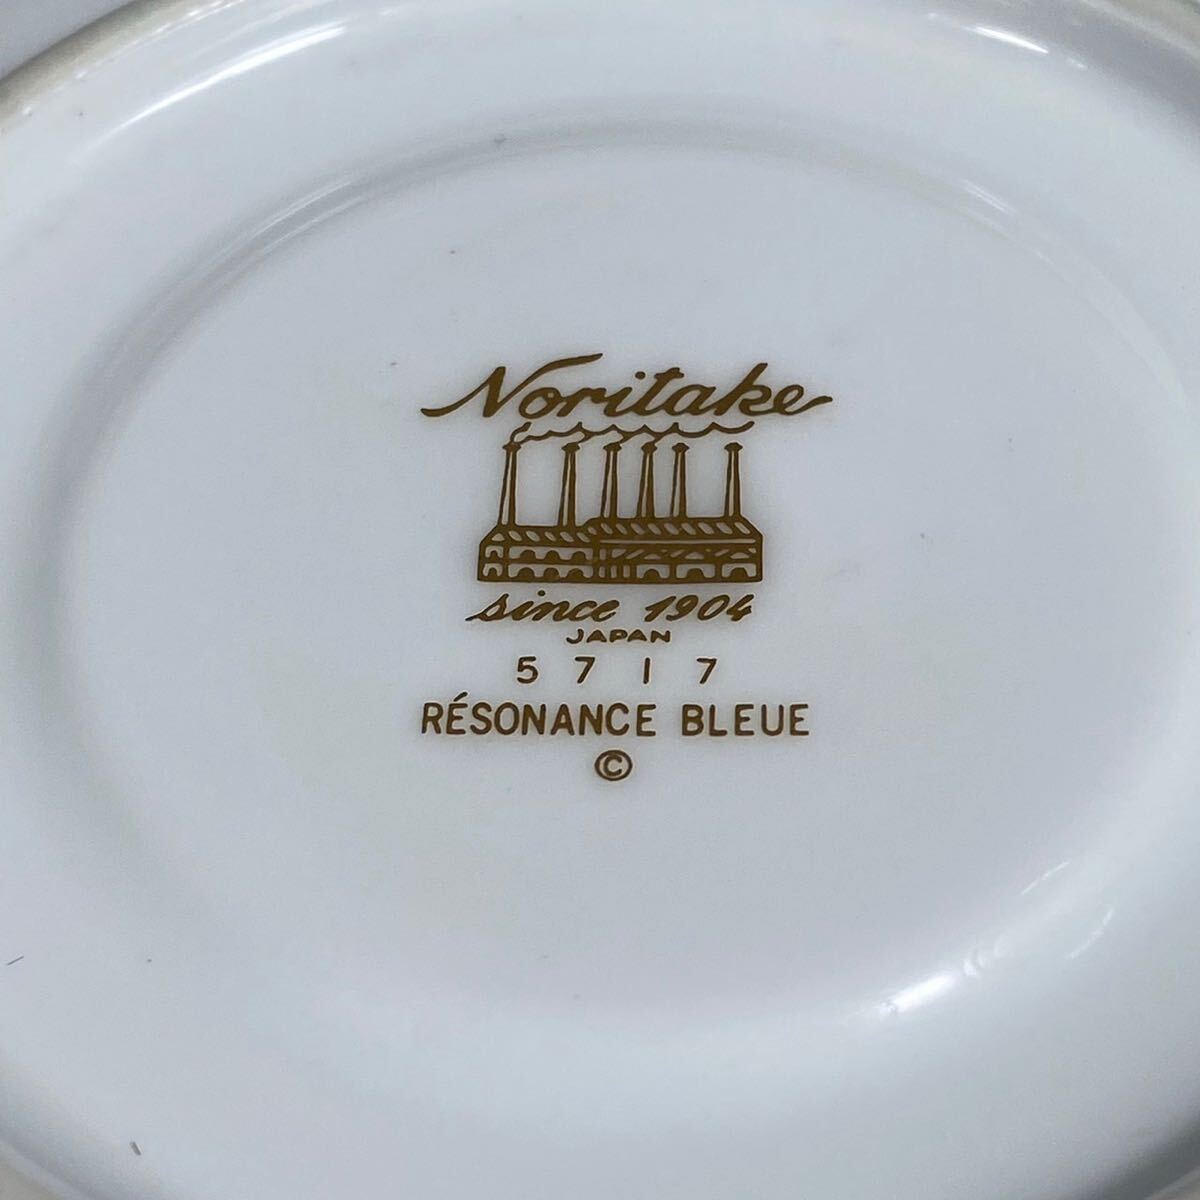 Noritake
since 1904
JAPAN
5717
RÉSONANCE BLEUE
©